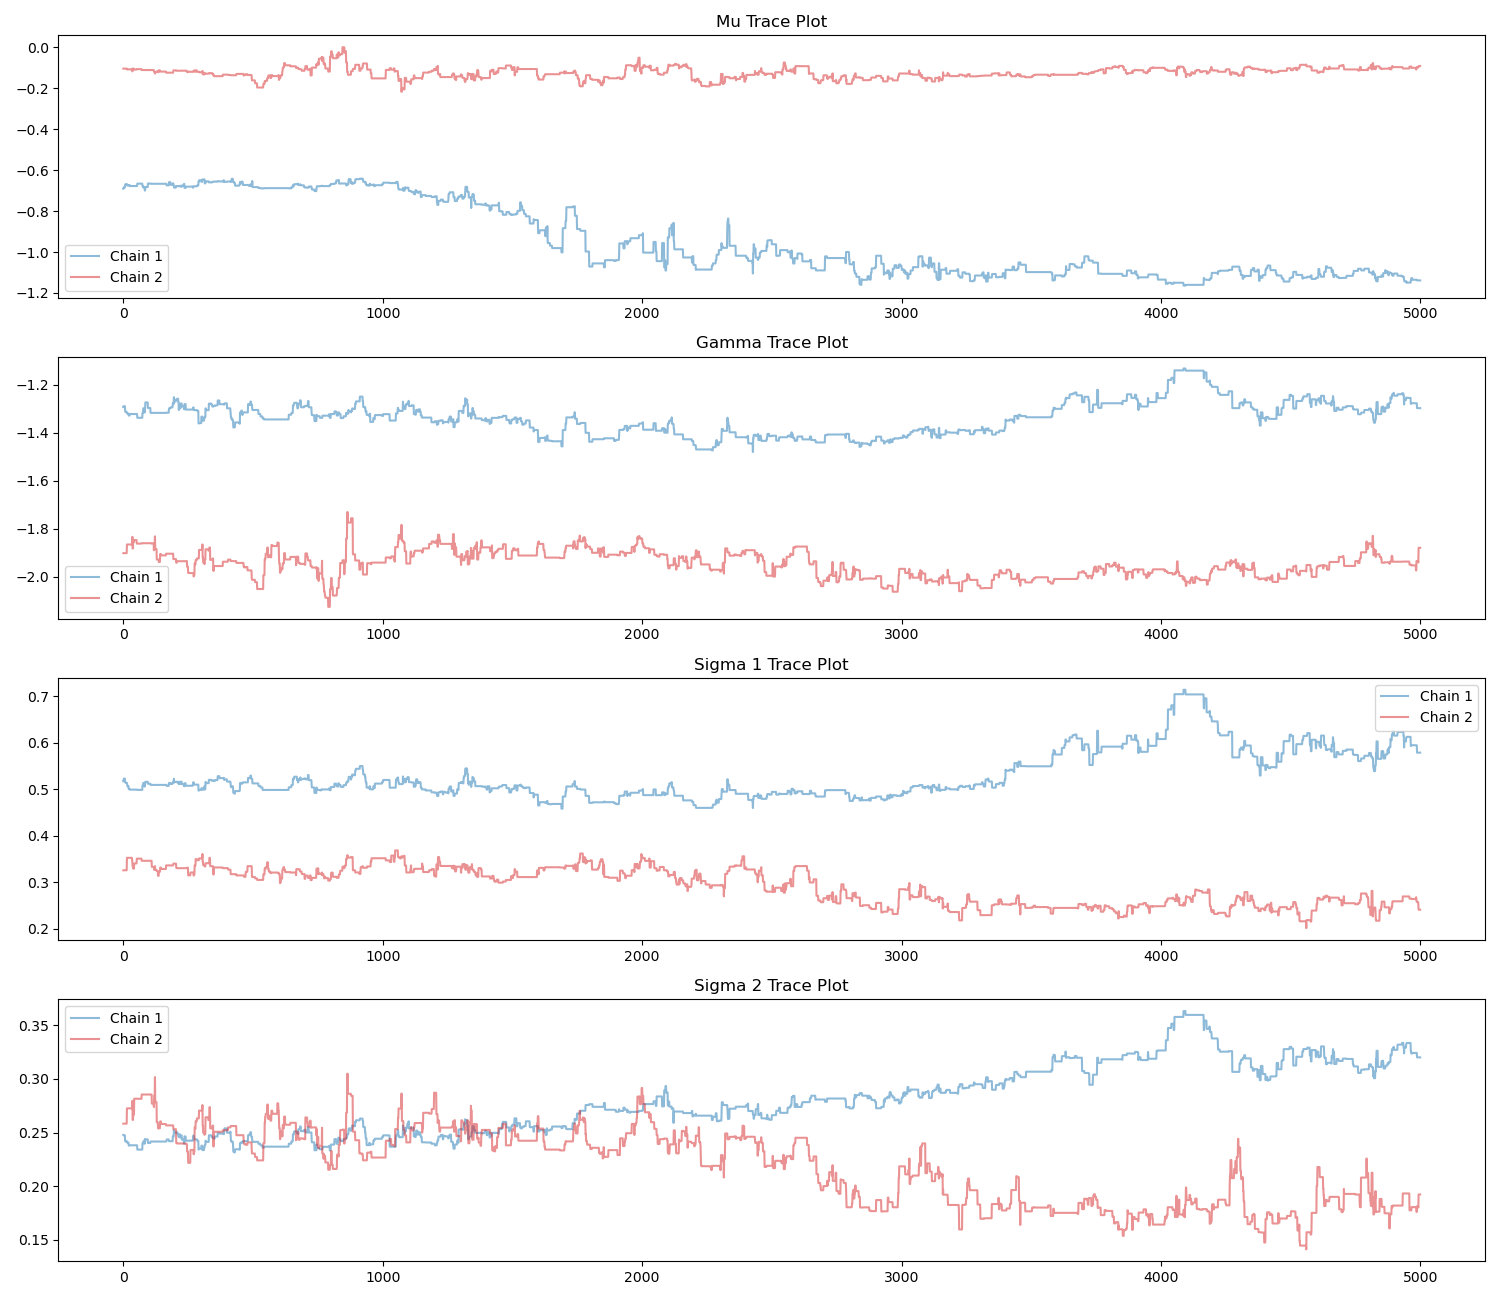 Mu Trace Plot
0.0
−0.2
−0.4
−0.6
−0.8
−1.0
−1.2
Chain 1
Chain 2
0 1000 2000 3000 4000 5000
Gamma Trace Plot
−1.2
−1.4
−1.6
−1.8
−2.0
Chain 1
Chain 2
0 1000 2000 3000 4000 5000
Sigma 1 Trace Plot
0.7
0.6
0.5
0.4
0.3
0.2
Chain 1
Chain 2
0 1000 2000 3000 4000 5000
Sigma 2 Trace Plot
0.35
0.30
0.25
0.20
0.15
Chain 1
Chain 2
0 1000 2000 3000 4000 5000